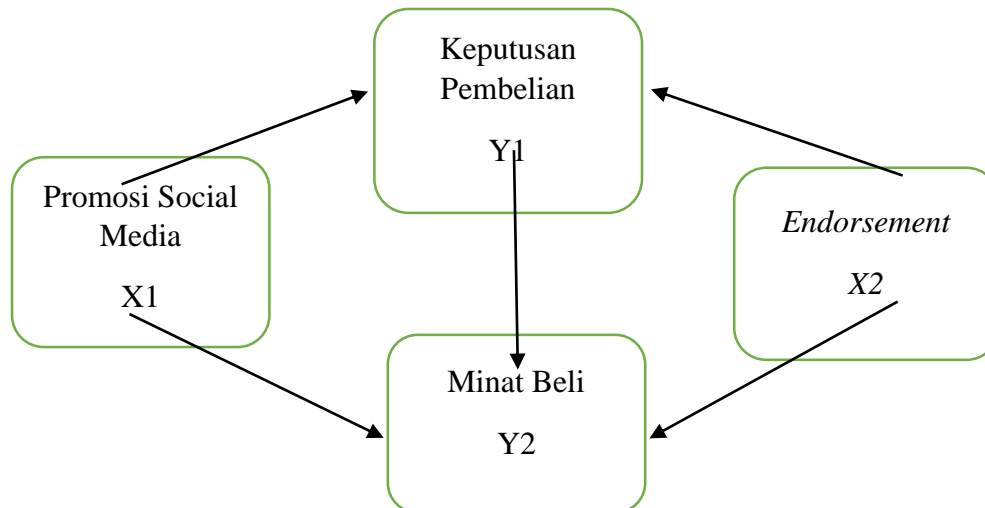 Keputusan
Pembelian
Y1
Promosi Social
Media
X1
Endorsement
X2
Minat Beli
Y2